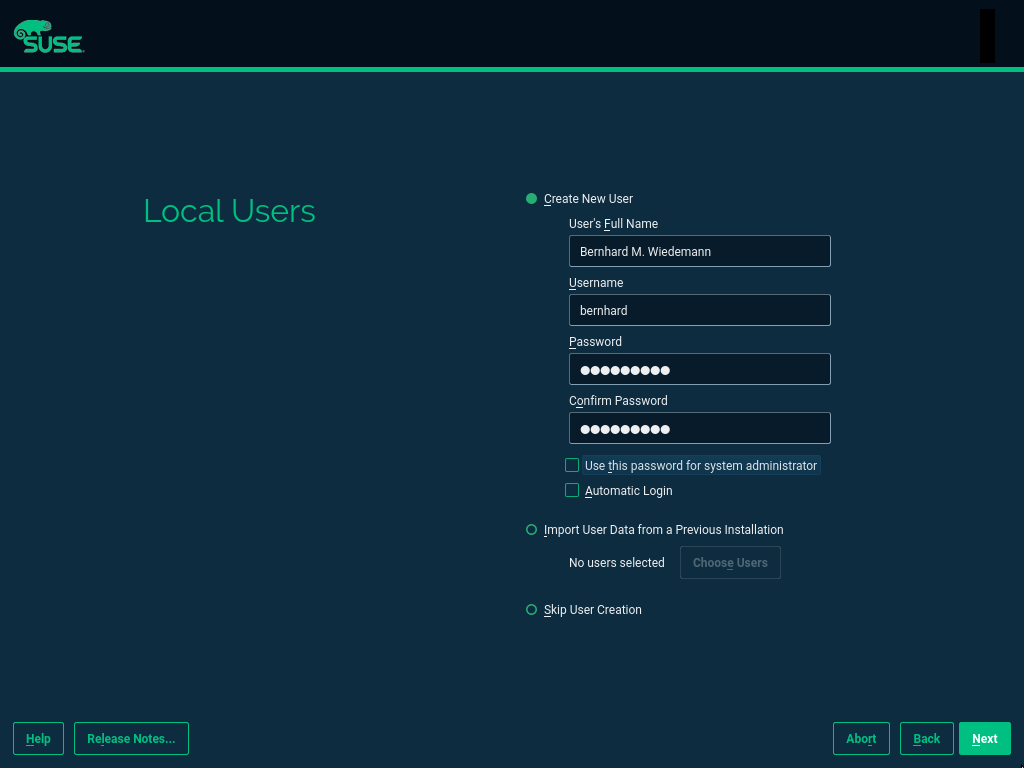 SUSE
Local Users
Create New User
User's Full Name
Bernhard M. Wiedemann
Username
bernhard
Password
●●●●●●●●●
Confirm Password
●●●●●●●●●
Use this password for system administrator
Automatic Login
Import User Data from a Previous Installation
No users selected Choose Users
Skip User Creation
Help Release Notes... Abort Back Next